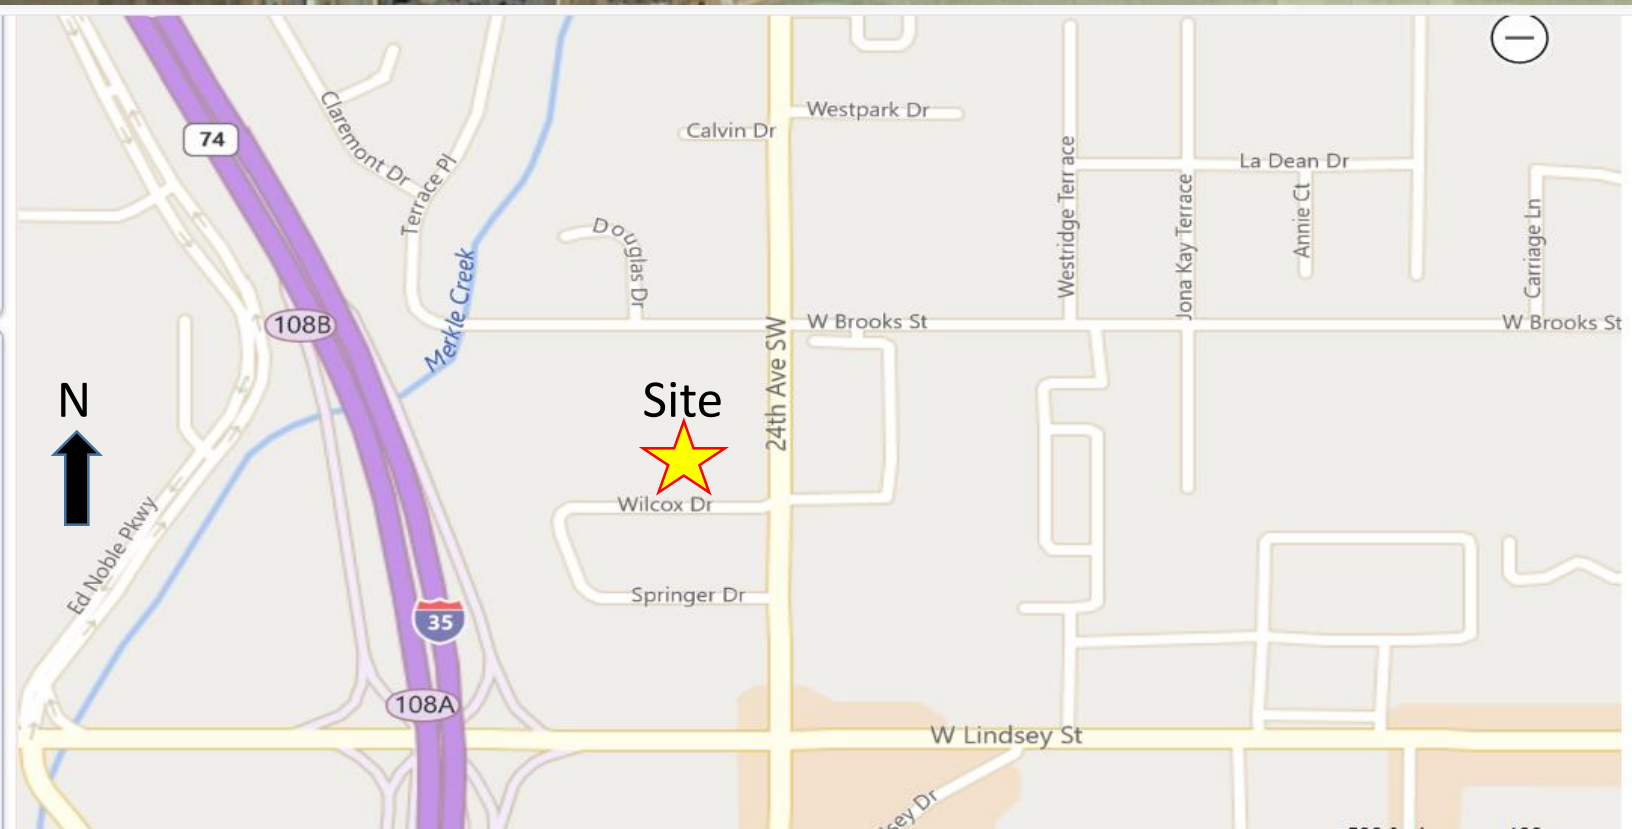 74
Claremont Dr
Terrace Pl
Calvin Dr
Westpark Dr
La Dean Dr
Westridge Terrace
Jona Kay Terrace
Annie Ct
Carriage Ln
Douglas Dr
Merkle Creek
108B
W Brooks St
W Brooks St
24th Ave SW
N
Site
Wilcox Dr
Ed Noble Pkwy
Springer Dr
35
108A
W Lindsey St